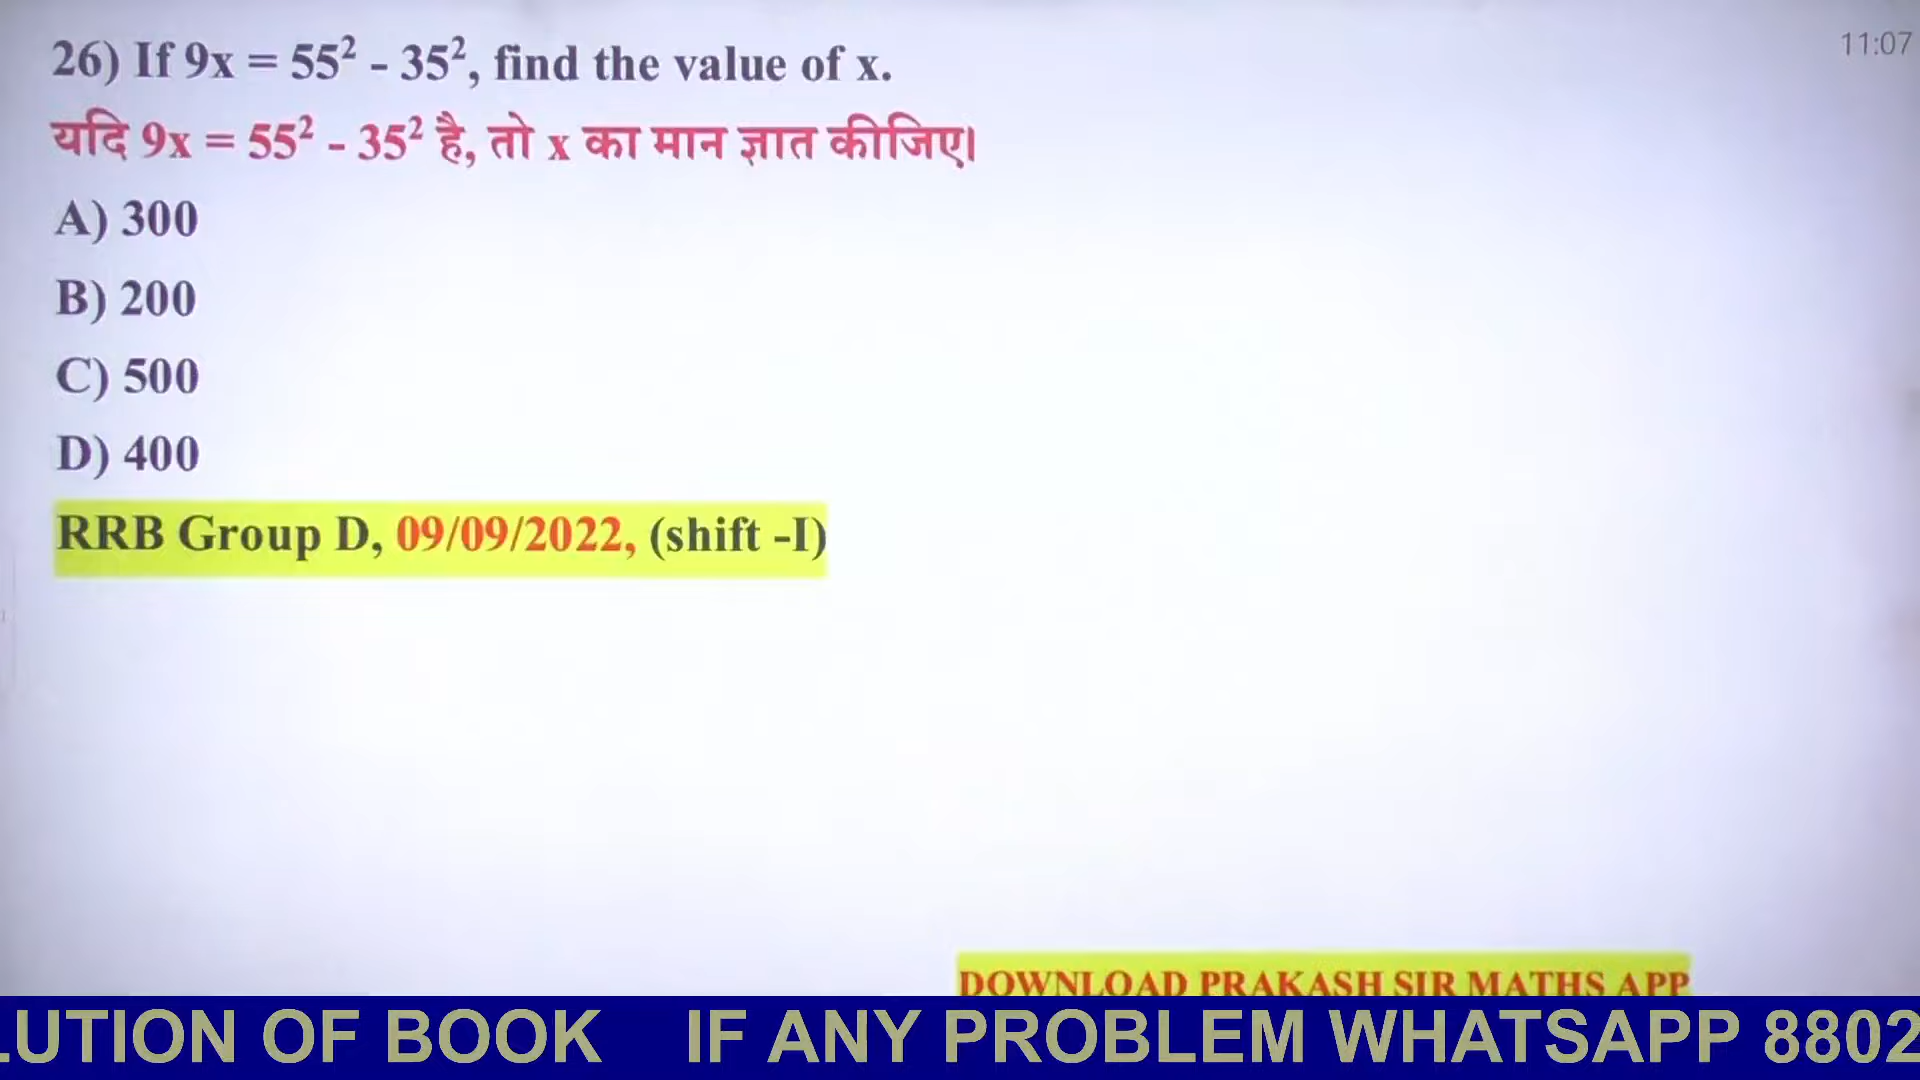 26) If 9x = 55² - 35², find the value of x.
11:07
यदि 9x = 55² - 35² है, तो x का मान ज्ञात कीजिए।
A) 300
B) 200
C) 500
D) 400
RRB Group D, 09/09/2022, (shift -I)
DOWNLOAD PRAKASH SIR MATHS APP
LUTION OF BOOK IF ANY PROBLEM WHATSAPP 8802